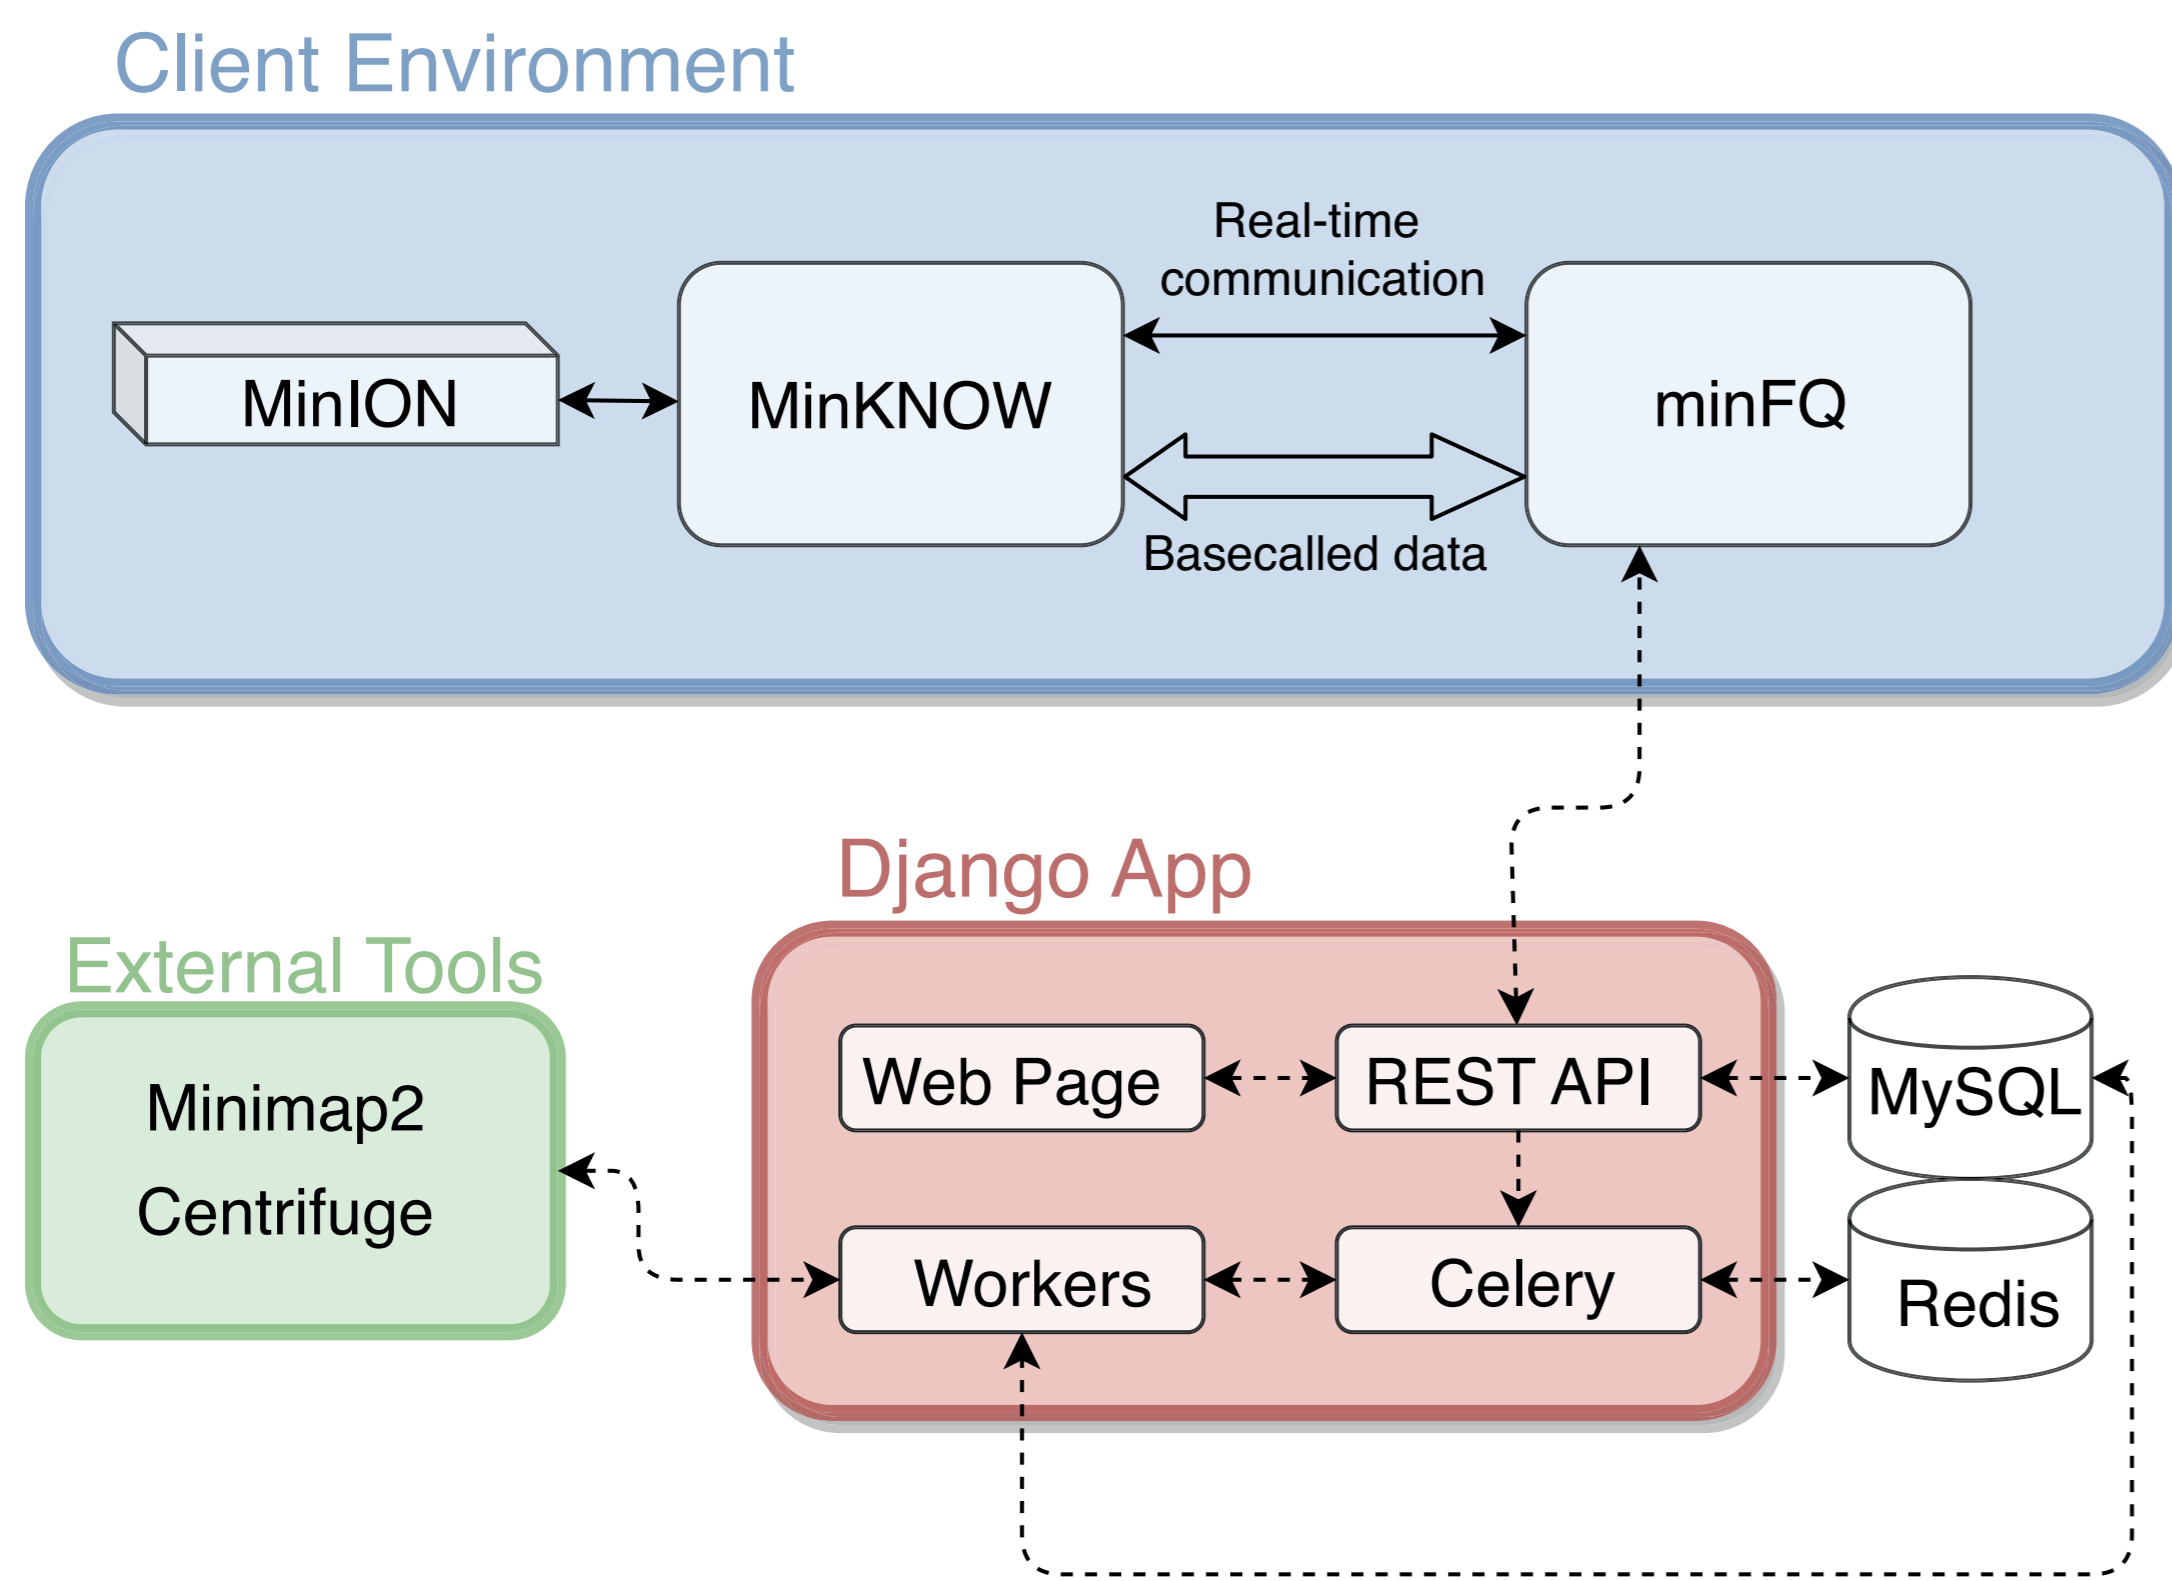 Client Environment
Real-time
communication
MinION
MinKNOW
minFQ
Basecalled data
Django App
External Tools
Minimap2
Centrifuge
Web Page
REST API
MySQL
Workers
Celery
Redis